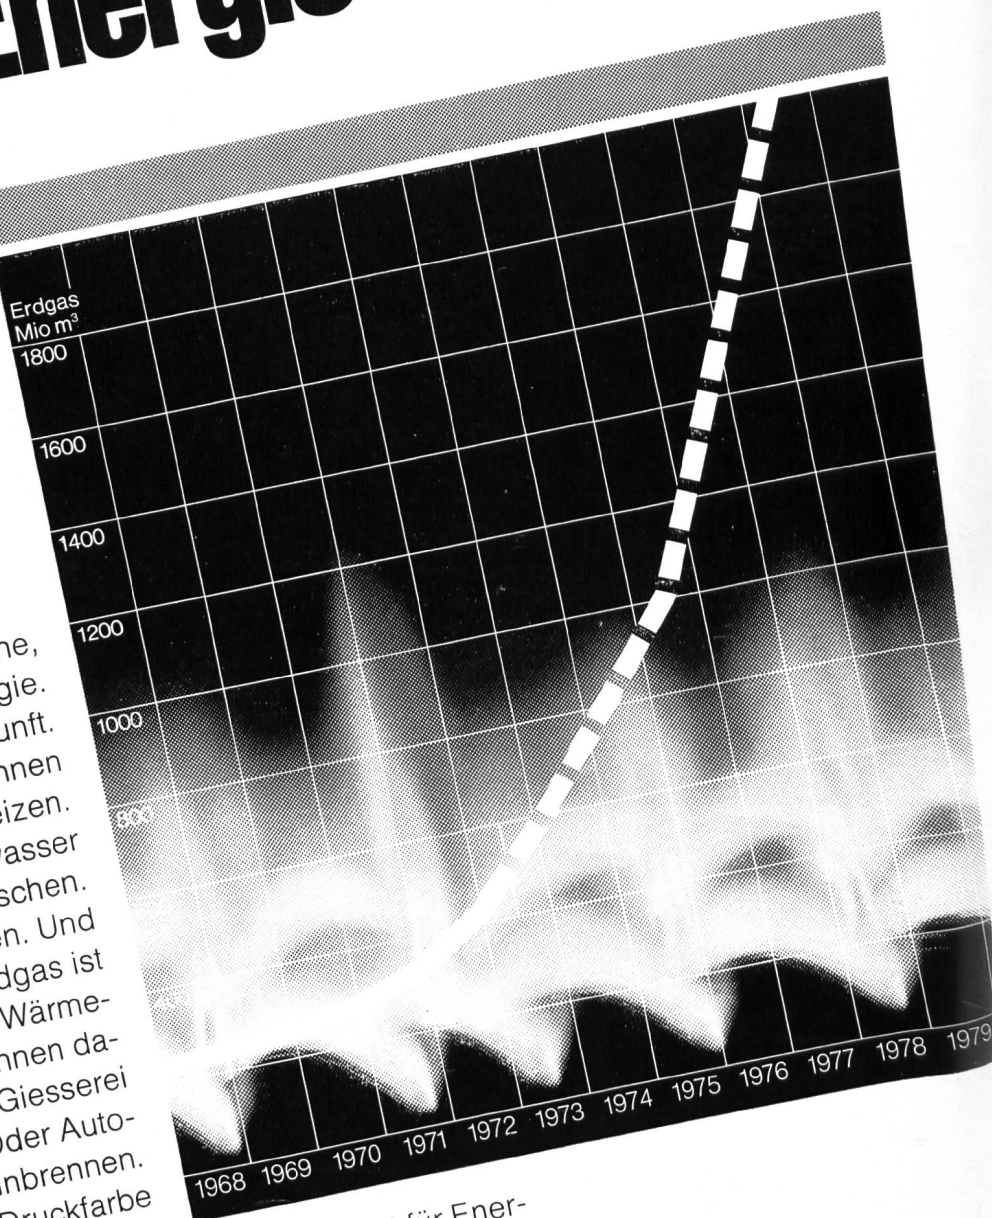 Energie
Erdgas
Mio m³
1800
1600
1400
1200
1000
800
1968 1969 1970 1971 1972 1973 1974 1975 1976 1977 1978 1979
ne,
gie.
unft.
nnen
eizen.
vasser
schen.
en. Und
dgas ist
Wärme-
nnen da-
Giesserei
oder Auto-
inbrennen.
Druckfarbe
für Ener-